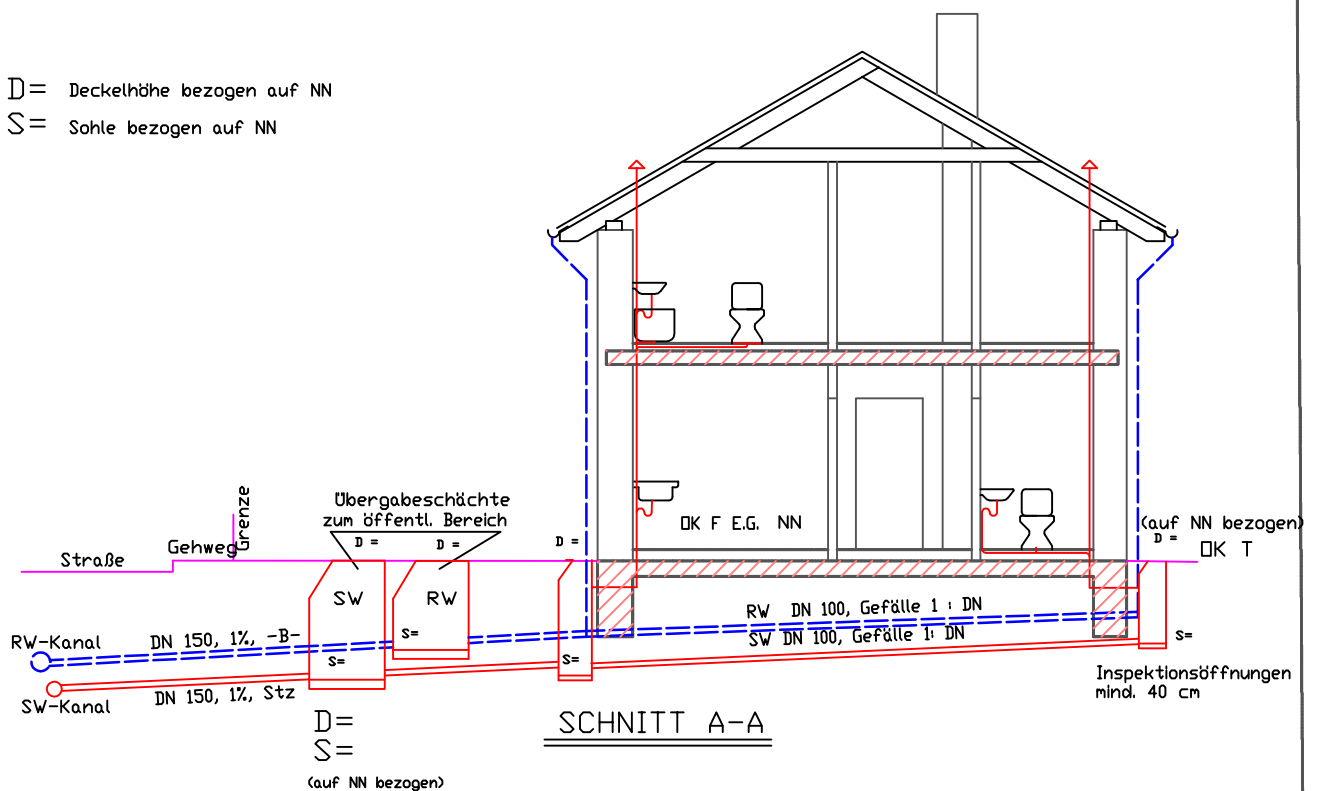 D= Deckelhöhe bezogen auf NN
S= Sohle bezogen auf NN
Grenze
Übergabeschächte
zum öffentl. Bereich
D =
D =
D =
OK F E.G. NN
(auf NN bezogen)
D =
OK T
Straße
Gehweg
SW
RW
RW DN 100, Gefälle 1 : DN
SW DN 100, Gefälle 1: DN
RW-Kanal
DN 150, 1%, -B-
S=
S=
S=
S=
SW-Kanal
DN 150, 1%, Stz
Inspektionsöffnungen
mind. 40 cm
D=
S=
(auf NN bezogen)
SCHNITT A-A